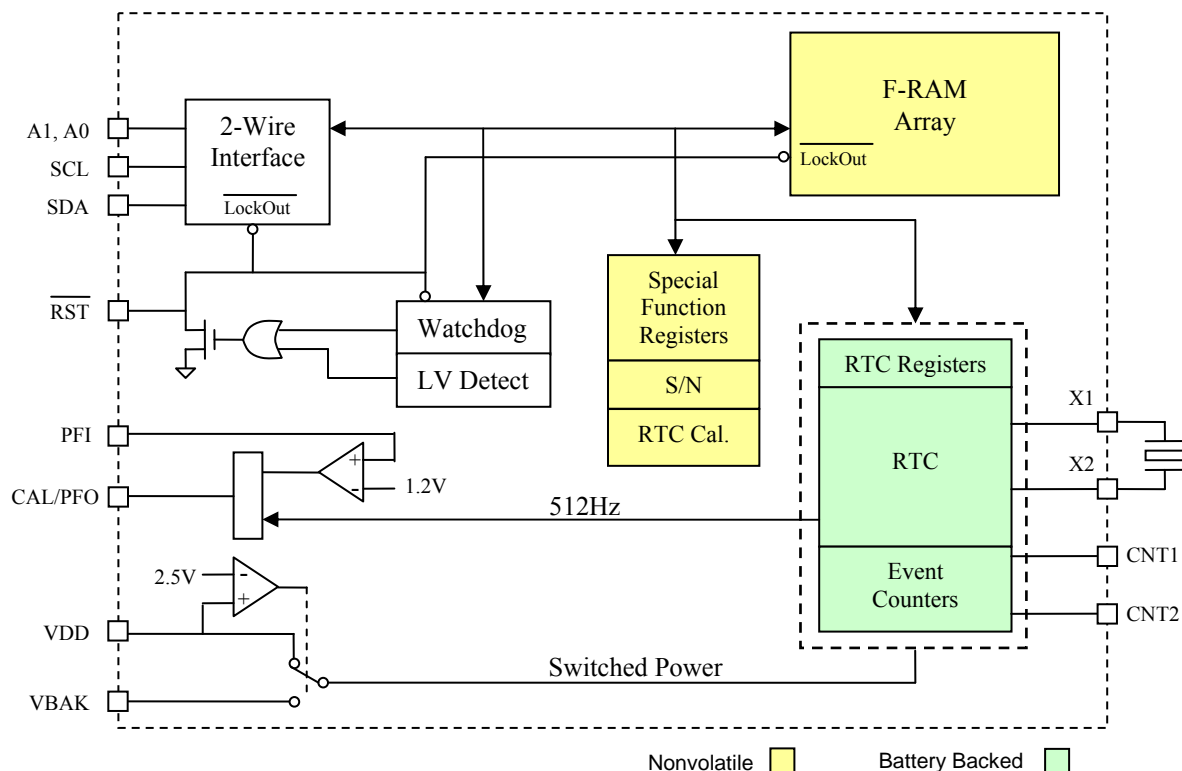 F-RAM
Array
LockOut
A1, A0
SCL
SDA
2-Wire
Interface
LockOut
RST
Watchdog
LV Detect
Special
Function
Registers
S/N
RTC Cal.
RTC Registers
RTC
Event
Counters
X1
X2
CNT1
CNT2
PFI
CAL/PFO
+
-
1.2V
512Hz
2.5V
-
+
VDD
VBAK
Switched Power
Nonvolatile
Battery Backed